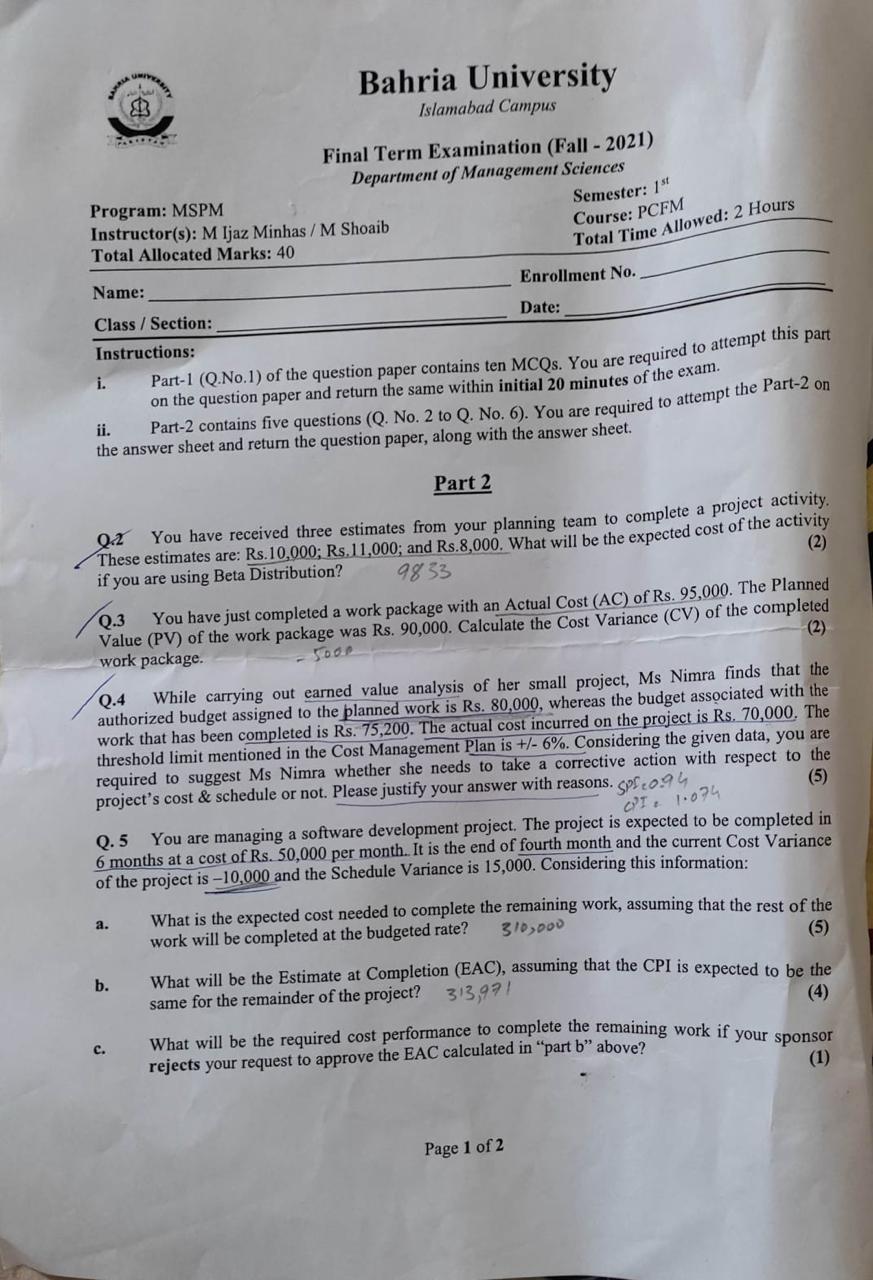 BAHRIA UNIVERSITY
PAKISTAN
Bahria University
Islamabad Campus
Final Term Examination (Fall - 2021)
Department of Management Sciences
Program: MSPM
Semester: 1st
Instructor(s): M Ijaz Minhas / M Shoaib
Course: PCFM
Total Allocated Marks: 40
Total Time Allowed: 2 Hours
Name:
Enrollment No.
Class / Section:
Date:
Instructions:
i. Part-1 (Q.No.1) of the question paper contains ten MCQs. You are required to attempt this part
on the question paper and return the same within initial 20 minutes of the exam.
ii. Part-2 contains five questions (Q. No. 2 to Q. No. 6). You are required to attempt the Part-2 on
the answer sheet and return the question paper, along with the answer sheet.
Part 2
Q.2 You have received three estimates from your planning team to complete a project activity.
These estimates are: Rs.10,000; Rs.11,000; and Rs.8,000. What will be the expected cost of the activity
if you are using Beta Distribution? 9833 (2)
Q.3 You have just completed a work package with an Actual Cost (AC) of Rs. 95,000. The Planned
Value (PV) of the work package was Rs. 90,000. Calculate the Cost Variance (CV) of the completed
work package. - 5000 (2)
Q.4 While carrying out earned value analysis of her small project, Ms Nimra finds that the
authorized budget assigned to the planned work is Rs. 80,000, whereas the budget associated with the
work that has been completed is Rs. 75,200. The actual cost incurred on the project is Rs. 70,000. The
threshold limit mentioned in the Cost Management Plan is +/- 6%. Considering the given data, you are
required to suggest Ms Nimra whether she needs to take a corrective action with respect to the
project's cost & schedule or not. Please justify your answer with reasons. SPI = 0.94 (5)
CPI = 1.074
Q. 5 You are managing a software development project. The project is expected to be completed in
6 months at a cost of Rs. 50,000 per month. It is the end of fourth month and the current Cost Variance
of the project is –10,000 and the Schedule Variance is 15,000. Considering this information:
a. What is the expected cost needed to complete the remaining work, assuming that the rest of the
work will be completed at the budgeted rate? 310,000 (5)
b. What will be the Estimate at Completion (EAC), assuming that the CPI is expected to be the
same for the remainder of the project? 313,971 (4)
c. What will be the required cost performance to complete the remaining work if your sponsor
rejects your request to approve the EAC calculated in "part b" above? (1)
Page 1 of 2